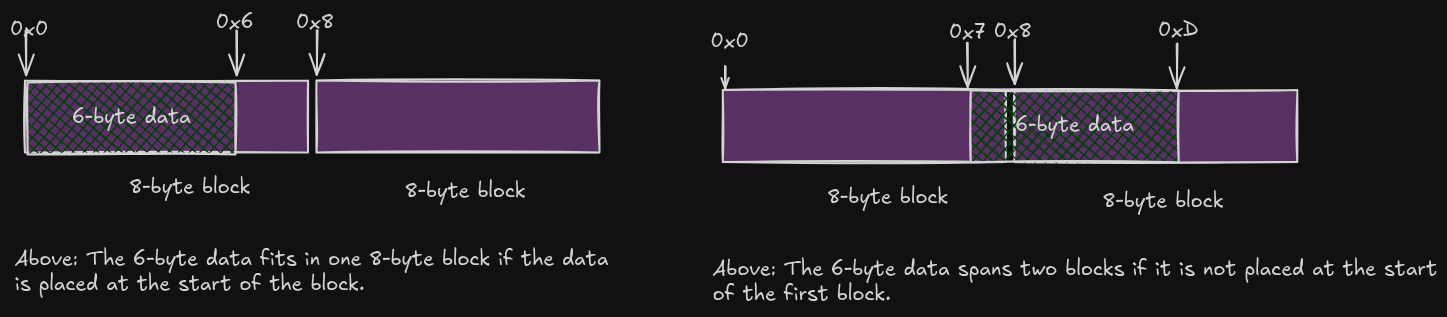 0x0
0x6
0x8
6-byte data
8-byte block
8-byte block
Above: The 6-byte data fits in one 8-byte block if the data
is placed at the start of the block.
0x0
0x7
0x8
0xD
6-byte data
8-byte block
8-byte block
Above: The 6-byte data spans two blocks if it is not placed at the start
of the first block.